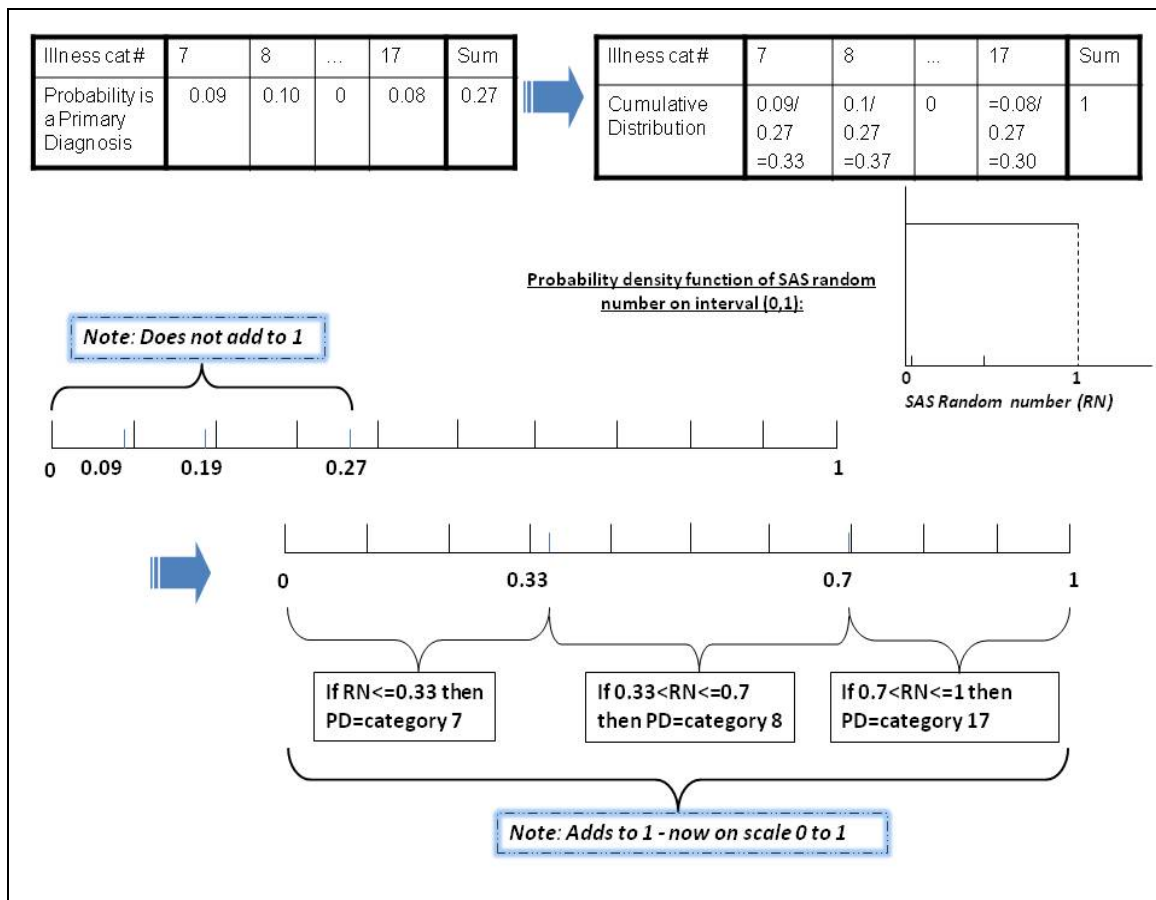 Illness cat# 7 8 ... 17 Sum
Probability is
a Primary
Diagnosis
0.09 0.10 0 0.08 0.27
Illness cat# 7 8 ... 17 Sum
Cumulative
Distribution
0.09/
0.27
=0.33
0.1/
0.27
=0.37
0
=0.08/
0.27
=0.30
1
Probability density function of SAS random
number on interval (0,1):
0 1
SAS Random number (RN)
Note: Does not add to 1
0 0.09 0.19 0.27 1
0 0.33 0.7 1
If RN<=0.33 then
PD=category 7
If 0.33<RN<=0.7
then PD=category 8
If 0.7<RN<=1 then
PD=category 17
Note: Adds to 1 - now on scale 0 to 1